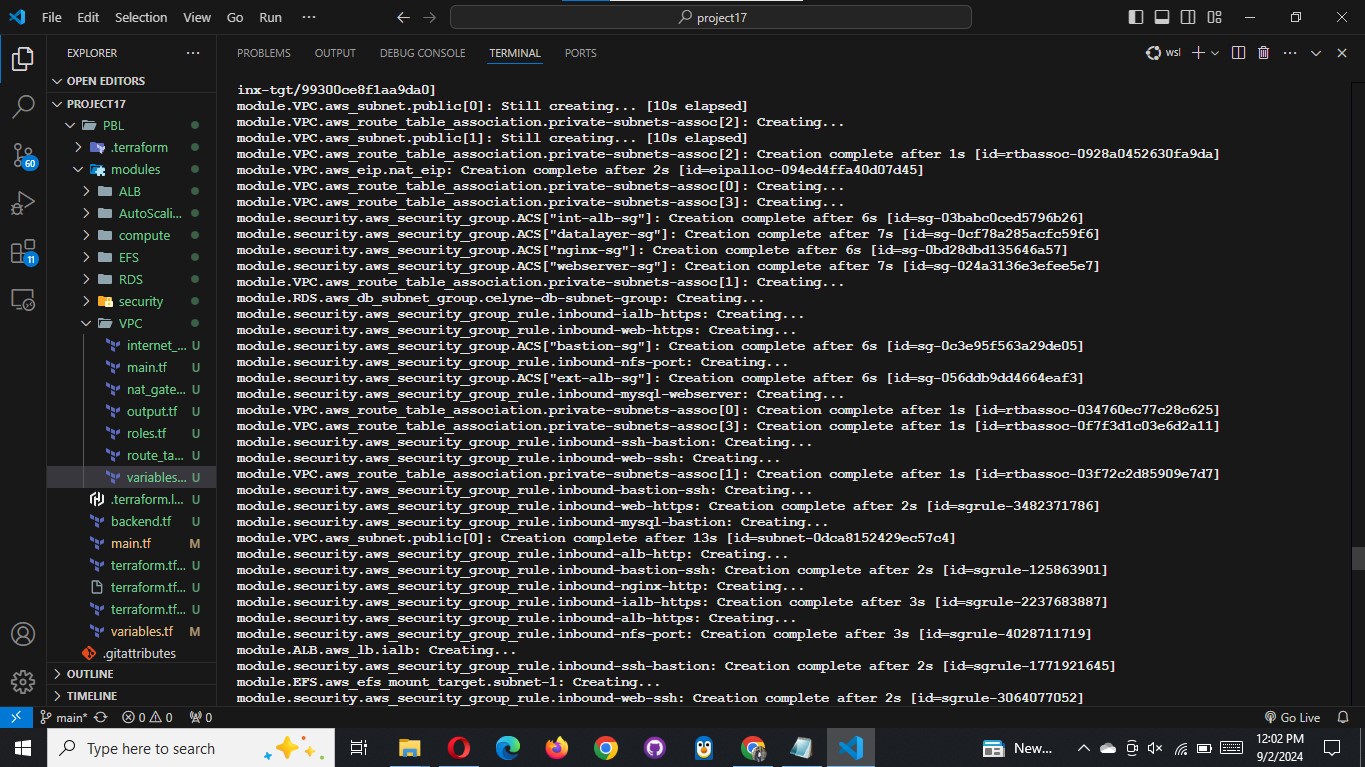 File Edit Selection View Go Run ··· project17
EXPLORER ···
OPEN EDITORS
PROJECT17
PBL
.terraform
modules
ALB
AutoScali...
compute
EFS
RDS
security
VPC
internet_... U
main.tf U
nat_gate... U
output.tf U
roles.tf U
route_ta... U
variables... U
.terraform.l... U
backend.tf U
main.tf M
terraform.tf... U
terraform.tf... U
terraform.tf... U
variables.tf M
.gitattributes
OUTLINE
TIMELINE
60
11
PROBLEMS OUTPUT DEBUG CONSOLE TERMINAL PORTS wsl ···
inx-tgt/99300ce8f1aa9da0]
module.VPC.aws_subnet.public[0]: Still creating... [10s elapsed]
module.VPC.aws_route_table_association.private-subnets-assoc[2]: Creating...
module.VPC.aws_subnet.public[1]: Still creating... [10s elapsed]
module.VPC.aws_route_table_association.private-subnets-assoc[2]: Creation complete after 1s [id=rtbassoc-0928a0452630fa9da]
module.VPC.aws_eip.nat_eip: Creation complete after 2s [id=eipalloc-094ed4ffa40d07d45]
module.VPC.aws_route_table_association.private-subnets-assoc[0]: Creating...
module.VPC.aws_route_table_association.private-subnets-assoc[3]: Creating...
module.security.aws_security_group.ACS["int-alb-sg"]: Creation complete after 6s [id=sg-03babc0ced5796b26]
module.security.aws_security_group.ACS["datalayer-sg"]: Creation complete after 7s [id=sg-0cf78a285acfc59f6]
module.security.aws_security_group.ACS["nginx-sg"]: Creation complete after 6s [id=sg-0bd28dbd135646a57]
module.security.aws_security_group.ACS["webserver-sg"]: Creation complete after 7s [id=sg-024a3136e3efee5e7]
module.VPC.aws_route_table_association.private-subnets-assoc[1]: Creating...
module.RDS.aws_db_subnet_group.celyne-db-subnet-group: Creating...
module.security.aws_security_group_rule.inbound-ialb-https: Creating...
module.security.aws_security_group_rule.inbound-web-https: Creating...
module.security.aws_security_group.ACS["bastion-sg"]: Creation complete after 6s [id=sg-0c3e95f563a29de05]
module.security.aws_security_group_rule.inbound-nfs-port: Creating...
module.security.aws_security_group.ACS["ext-alb-sg"]: Creation complete after 6s [id=sg-056ddb9dd4664eaf3]
module.security.aws_security_group_rule.inbound-mysql-webserver: Creating...
module.VPC.aws_route_table_association.private-subnets-assoc[0]: Creation complete after 1s [id=rtbassoc-034760ec77c28c625]
module.VPC.aws_route_table_association.private-subnets-assoc[3]: Creation complete after 1s [id=rtbassoc-0f7f3d1c03e6d2a11]
module.security.aws_security_group_rule.inbound-ssh-bastion: Creating...
module.security.aws_security_group_rule.inbound-web-ssh: Creating...
module.VPC.aws_route_table_association.private-subnets-assoc[1]: Creation complete after 1s [id=rtbassoc-03f72c2d85909e7d7]
module.security.aws_security_group_rule.inbound-bastion-ssh: Creating...
module.security.aws_security_group_rule.inbound-web-https: Creation complete after 2s [id=sgrule-3482371786]
module.security.aws_security_group_rule.inbound-mysql-bastion: Creating...
module.VPC.aws_subnet.public[0]: Creation complete after 13s [id=subnet-0dca8152429ec57c4]
module.security.aws_security_group_rule.inbound-alb-http: Creating...
module.security.aws_security_group_rule.inbound-bastion-ssh: Creation complete after 2s [id=sgrule-125863901]
module.security.aws_security_group_rule.inbound-nginx-http: Creating...
module.security.aws_security_group_rule.inbound-ialb-https: Creation complete after 3s [id=sgrule-2237683887]
module.security.aws_security_group_rule.inbound-alb-https: Creating...
module.security.aws_security_group_rule.inbound-nfs-port: Creation complete after 3s [id=sgrule-4028711719]
module.ALB.aws_lb.ialb: Creating...
module.security.aws_security_group_rule.inbound-ssh-bastion: Creation complete after 2s [id=sgrule-1771921645]
module.EFS.aws_efs_mount_target.subnet-1: Creating...
module.security.aws_security_group_rule.inbound-web-ssh: Creation complete after 2s [id=sgrule-3064077052]
main* 0 0 0 Go Live
Type here to search New... 12:02 PM
9/2/2024